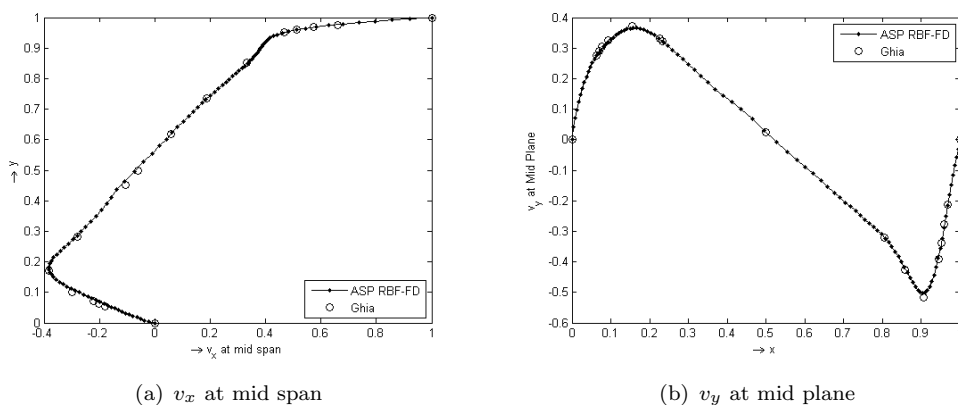 1
0.9
0.8
0.7
0.6
0.5
0.4
0.3
0.2
0.1
0
→ y
-0.4 -0.2 0 0.2 0.4 0.6 0.8 1
→ v_x at mid span
ASP RBF-FD
Ghia
(a) v_x at mid span
0.4
0.3
0.2
0.1
0
-0.1
-0.2
-0.3
-0.4
-0.5
-0.6
v_y at Mid Plane
0 0.1 0.2 0.3 0.4 0.5 0.6 0.7 0.8 0.9
→ x
ASP RBF-FD
Ghia
(b) v_y at mid plane